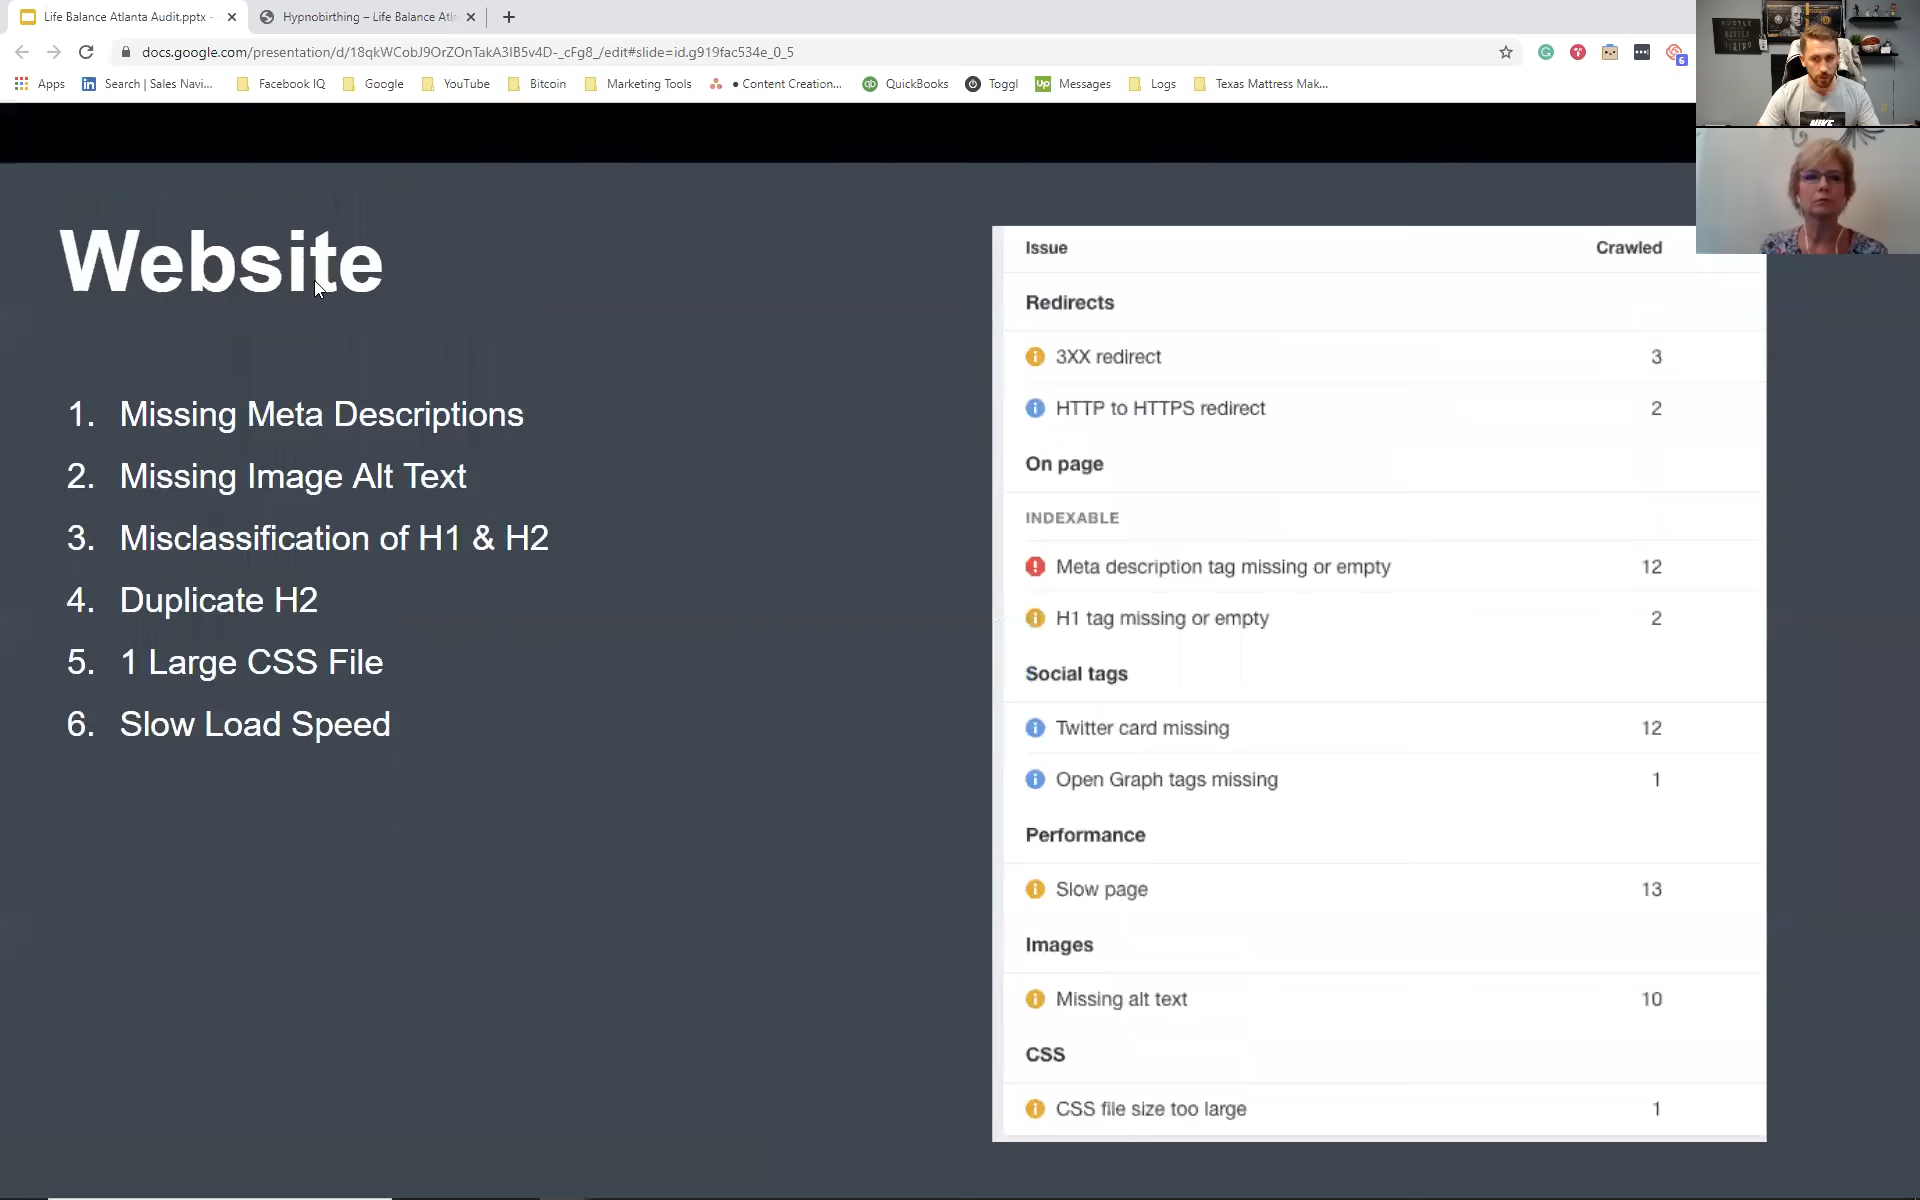 Life Balance Atlanta Audit.pptx -
Hypnobirthing – Life Balance Atl
docs.google.com/presentation/d/18qkWCobJ9OrZOnTakA3IB5v4D-_cFg8_/edit#slide=id.g919fac534e_0_5
6
Apps
Search | Sales Navi...
Facebook IQ
Google
YouTube
Bitcoin
Marketing Tools
• Content Creation...
QuickBooks
Toggl
Messages
Logs
Texas Mattress Mak...
Website
1. Missing Meta Descriptions
2. Missing Image Alt Text
3. Misclassification of H1 & H2
4. Duplicate H2
5. 1 Large CSS File
6. Slow Load Speed
Issue Crawled
Redirects
3XX redirect 3
HTTP to HTTPS redirect 2
On page
INDEXABLE
Meta description tag missing or empty 12
H1 tag missing or empty 2
Social tags
Twitter card missing 12
Open Graph tags missing 1
Performance
Slow page 13
Images
Missing alt text 10
CSS
CSS file size too large 1